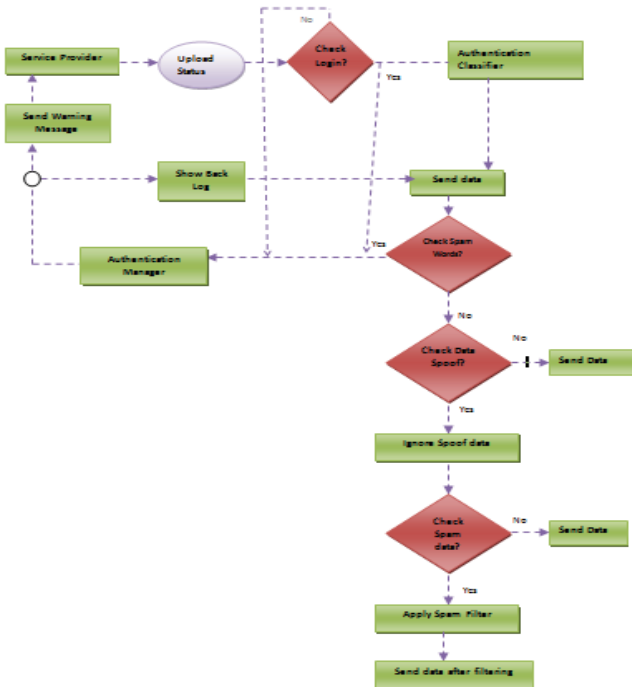 No
Service Provider
Upload
Status
Check
Login?
Yes
Authentication
Classifier
Send Warning
Message
Show Back
Log
Send data
Check Spam
Words?
Yes
Authentication
Manager
No
Check Data
Spoof?
No
Send Data
Yes
Ignore Spoof data
Check
Spam
data?
No
Send Data
Yes
Apply Spam Filter
Send data after filtering